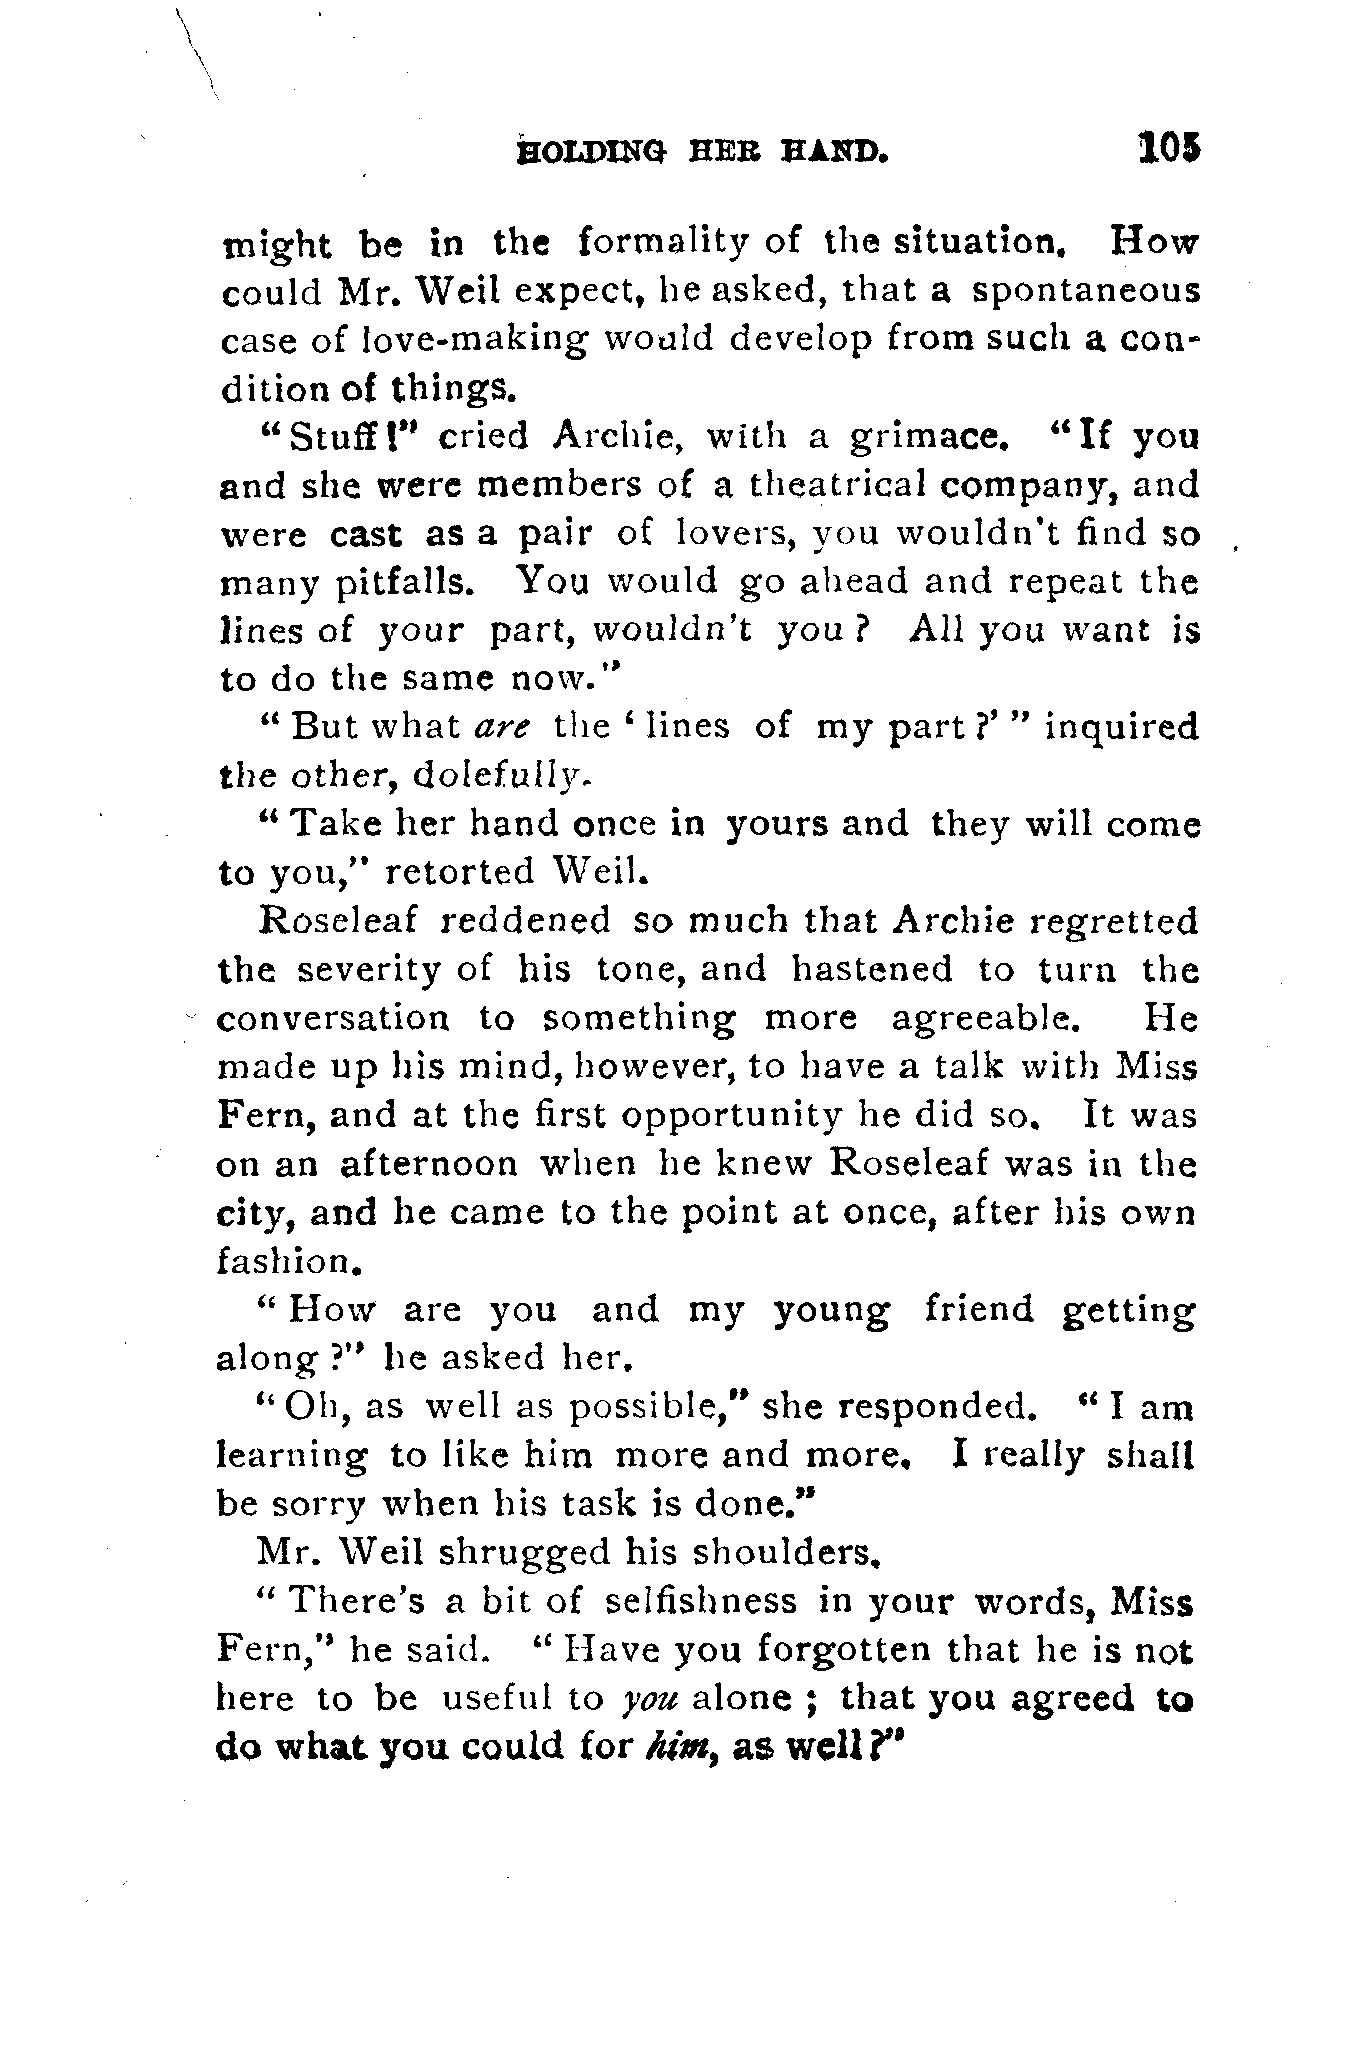 HOLDING HER HAND. 105
might be in the formality of the situation. How
could Mr. Weil expect, he asked, that a spontaneous
case of love-making would develop from such a con-
dition of things.
"Stuff!" cried Archie, with a grimace. "If you
and she were members of a theatrical company, and
were cast as a pair of lovers, you wouldn't find so
many pitfalls. You would go ahead and repeat the
lines of your part, wouldn't you? All you want is
to do the same now."
"But what are the 'lines of my part?'" inquired
the other, dolefully.
"Take her hand once in yours and they will come
to you," retorted Weil.
Roseleaf reddened so much that Archie regretted
the severity of his tone, and hastened to turn the
conversation to something more agreeable. He
made up his mind, however, to have a talk with Miss
Fern, and at the first opportunity he did so. It was
on an afternoon when he knew Roseleaf was in the
city, and he came to the point at once, after his own
fashion.
"How are you and my young friend getting
along?" he asked her.
"Oh, as well as possible," she responded. "I am
learning to like him more and more. I really shall
be sorry when his task is done."
Mr. Weil shrugged his shoulders.
"There's a bit of selfishness in your words, Miss
Fern," he said. "Have you forgotten that he is not
here to be useful to you alone; that you agreed to
do what you could for him, as well?"